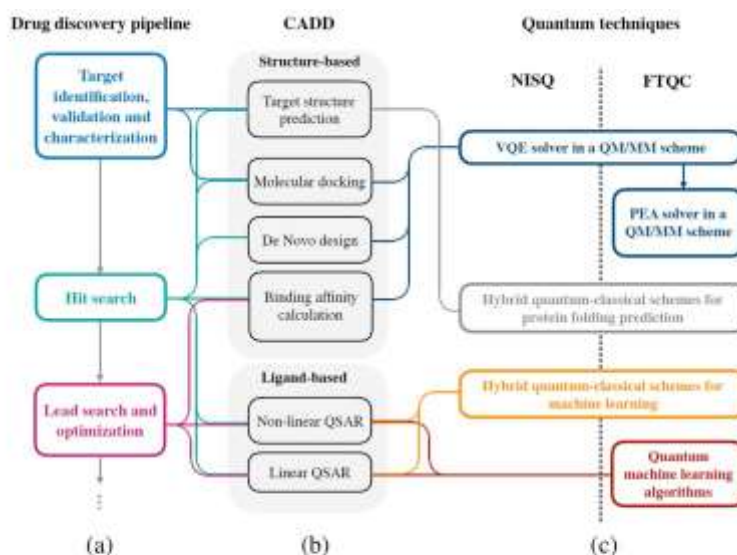 Drug discovery pipeline
CADD
Quantum techniques
Structure-based
NISQ
FTQC
Target
identification,
validation and
characterization
Target structure
prediction
VQE solver in a QM/MM scheme
Molecular docking
PEA solver in a
QM/MM scheme
De Novo design
Hit search
Binding affinity
calculation
Hybrid quantum-classical schemes for
protein folding prediction
Ligand-based
Hybrid quantum-classical schemes for
machine learning
Lead search and
optimization
Non-linear QSAR
Linear QSAR
Quantum
machine learning
algorithms
(a)
(b)
(c)